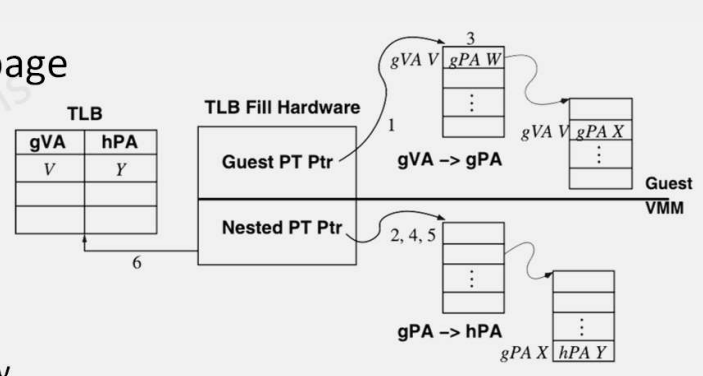 page
TLB
gVA hPA
V Y
6
TLB Fill Hardware
Guest PT Ptr
Nested PT Ptr
1
3
gVA V gPA W
⋮
gVA V gPA X
⋮
gVA –> gPA
Guest
VMM
2, 4, 5
⋮
gPA –> hPA
⋮
gPA X hPA Y